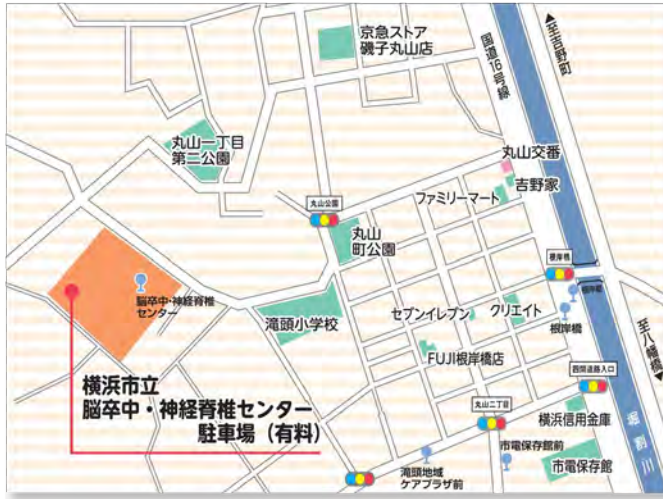 京急ストア
磯子丸山店
国道16号線
▲至吉野町
丸山一丁目
第二公園
丸山交番
吉野家
ファミリーマート
丸山公園
丸山
町公園
根岸橋
脳卒中・神経脊椎
センター
滝頭小学校
セブンイレブン
クリエイト
根岸橋
至八幡橋▼
FUJI根岸橋店
横浜市立
脳卒中・神経脊椎センター
駐車場（有料）
丸山二丁目
横浜信用金庫
堀割川
滝頭地域
ケアプラザ前
市電保存館前
市電保存館